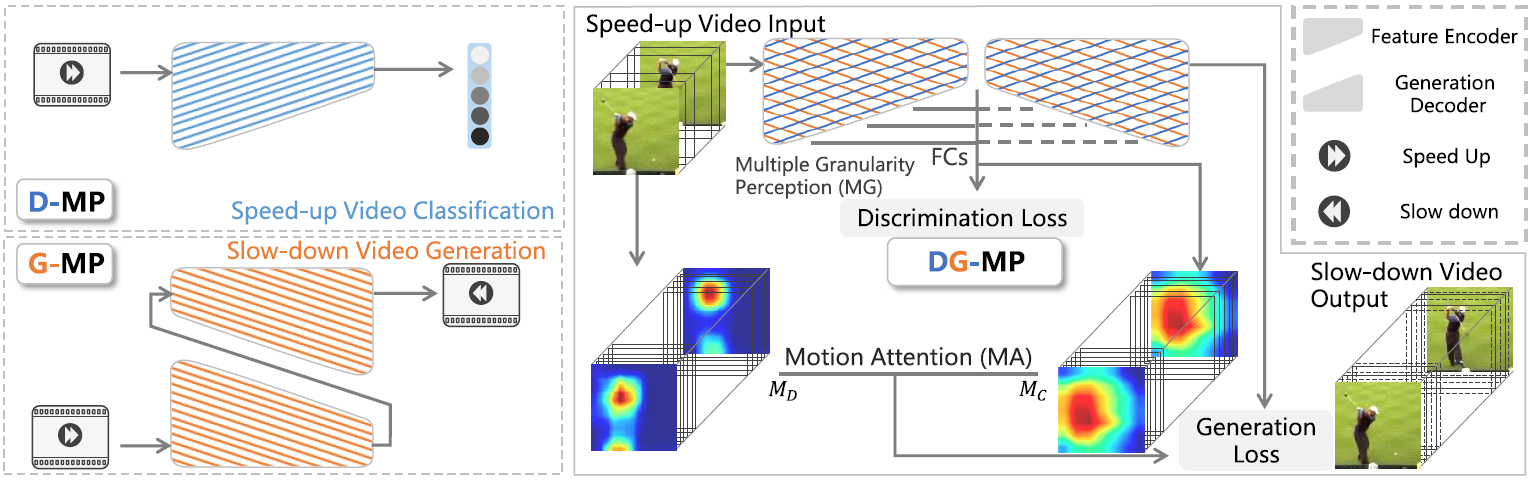 D-MP
Speed-up Video Classification
G-MP
Slow-down Video Generation
Speed-up Video Input
Multiple Granularity
Perception (MG)
FCs
Discrimination Loss
DG-MP
Motion Attention (MA)
M_D
M_C
Generation
Loss
Slow-down Video
Output
Feature Encoder
Generation
Decoder
Speed Up
Slow down